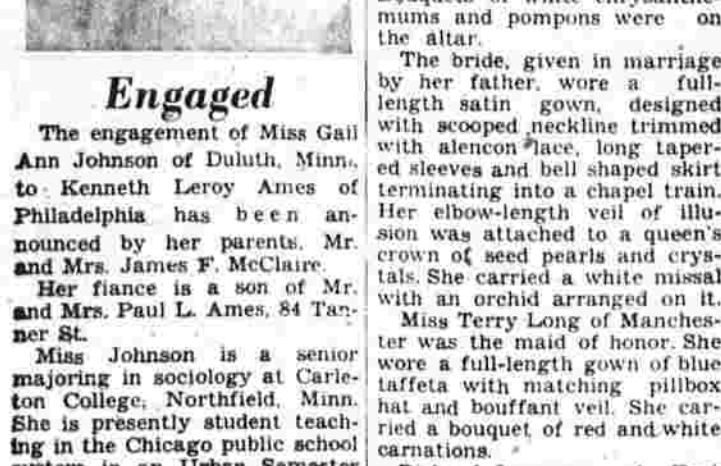 Engaged
The engagement of Miss Gail
Ann Johnson of Duluth, Minn.,
to Kenneth Leroy Ames of
Philadelphia has been an-
nounced by her parents, Mr.
and Mrs. James F. McClaire.
Her fiance is a son of Mr.
and Mrs. Paul L. Ames, 84 Tan-
ner St.
Miss Johnson is a senior
majoring in sociology at Carle-
ton College, Northfield, Minn.
She is presently student teach-
ing in the Chicago public school
system in an Urban Semester
mums and pompons were on
the altar.
The bride, given in marriage
by her father, wore a full-
length satin gown, designed
with scooped neckline trimmed
with alencon lace, long taper-
ed sleeves and bell shaped skirt
terminating into a chapel train.
Her elbow-length veil of illu-
sion was attached to a queen's
crown of seed pearls and crys-
tals. She carried a white missal
with an orchid arranged on it.
Miss Terry Long of Manches-
ter was the maid of honor. She
wore a full-length gown of blue
taffeta with matching pillbox
hat and bouffant veil. She car-
ried a bouquet of red and white
carnations.